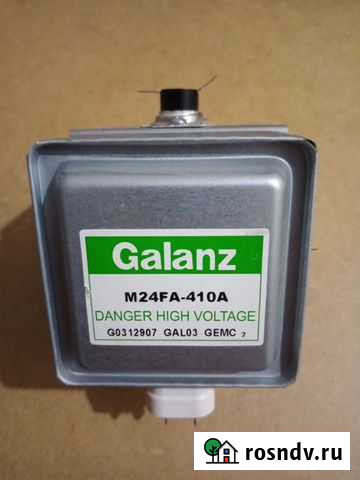 Galanz
M24FA-410A
DANGER HIGH VOLTAGE
G0312907 GAL03 GEMC 2
rosndv.ru